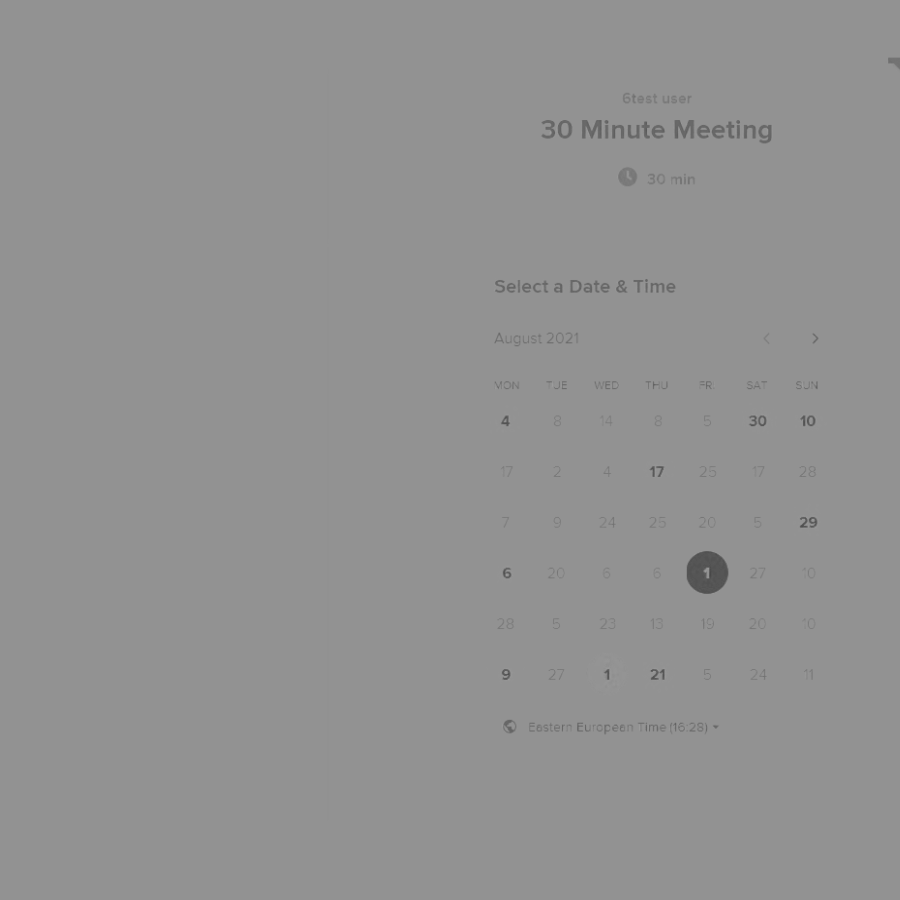 6test user
30 Minute Meeting
30 min
Select a Date & Time
August 2021
MON TUE WED THU FRI SAT SUN
4 8 14 8 5 30 10
17 2 4 17 25 17 28
7 9 24 25 20 5 29
6 20 6 6 1 27 10
28 5 23 13 19 20 10
9 27 1 21 5 24 11
Eastern European Time (16:28)